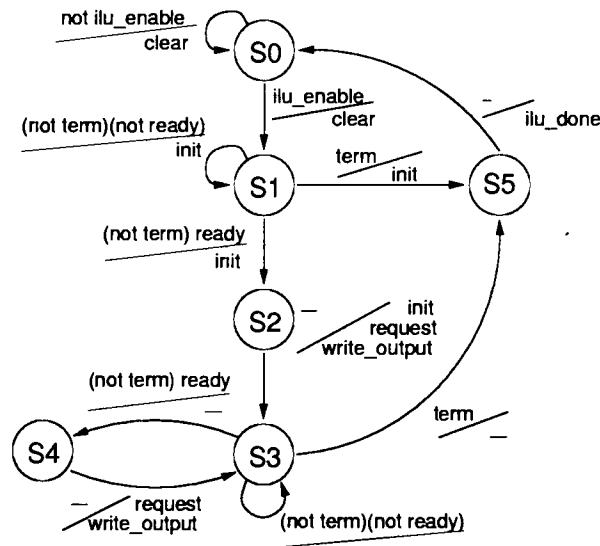 not ilu_enable
clear
S0
ilu_enable
clear
—
ilu_done
(not term)(not ready)
init
S1
term
init
S5
(not term) ready
init
S2
—
init
request
write_output
(not term) ready
—
S4
S3
term
—
— request
write_output
(not term)(not ready)